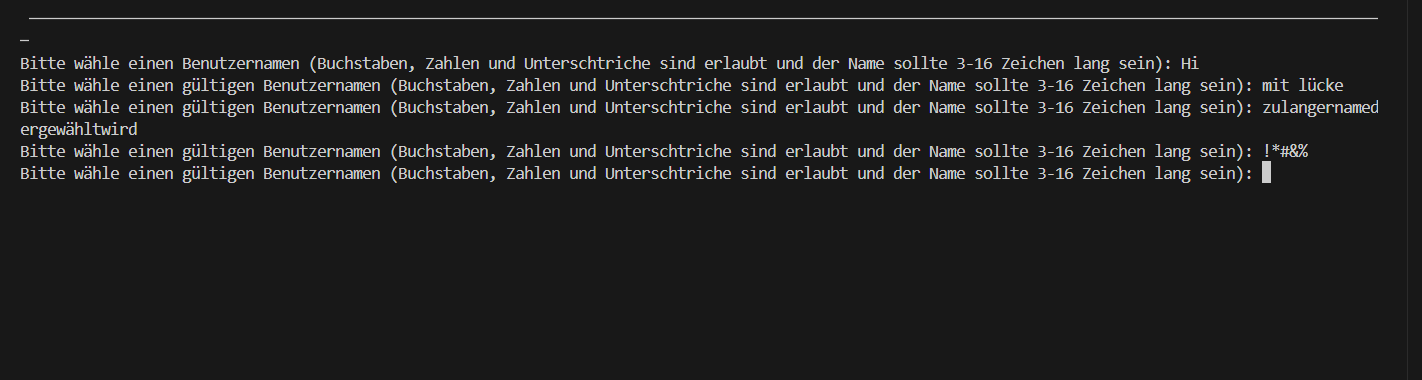 _
Bitte wähle einen Benutzernamen (Buchstaben, Zahlen und Unterschtriche sind erlaubt und der Name sollte 3-16 Zeichen lang sein): Hi
Bitte wähle einen gültigen Benutzernamen (Buchstaben, Zahlen und Unterschtriche sind erlaubt und der Name sollte 3-16 Zeichen lang sein): mit lücke
Bitte wähle einen gültigen Benutzernamen (Buchstaben, Zahlen und Unterschtriche sind erlaubt und der Name sollte 3-16 Zeichen lang sein): zulangernamed
ergewähltwird
Bitte wähle einen gültigen Benutzernamen (Buchstaben, Zahlen und Unterschtriche sind erlaubt und der Name sollte 3-16 Zeichen lang sein): !*#&%
Bitte wähle einen gültigen Benutzernamen (Buchstaben, Zahlen und Unterschtriche sind erlaubt und der Name sollte 3-16 Zeichen lang sein):